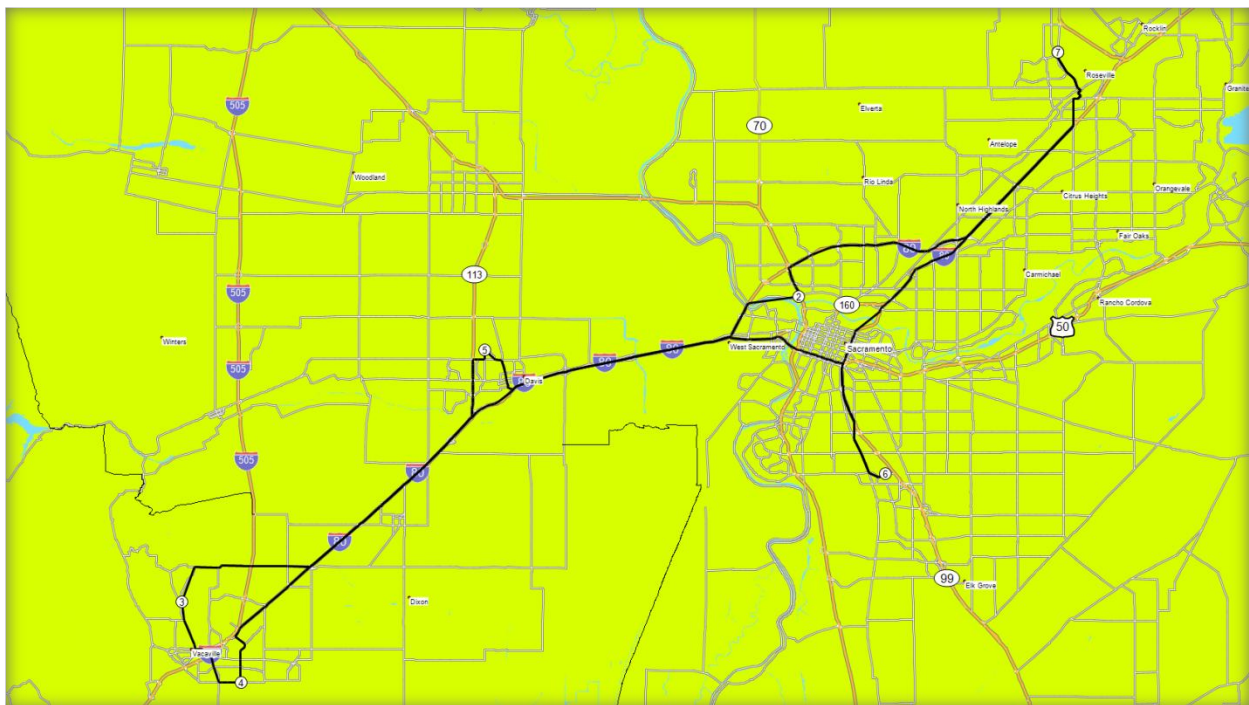 Rocklin
7
Roseville
Granite
505
Elverta
70
Antelope
Woodland
Rio Linda
Citrus Heights
Orangevale
North Highlands
Fair Oaks
80
80
113
Carmichael
505
2
160
Rancho Cordova
50
Winters
West Sacramento
Sacramento
80
5
80
505
Davis
505
80
6
80
99
Elk Grove
3
Dixon
Vacaville
4